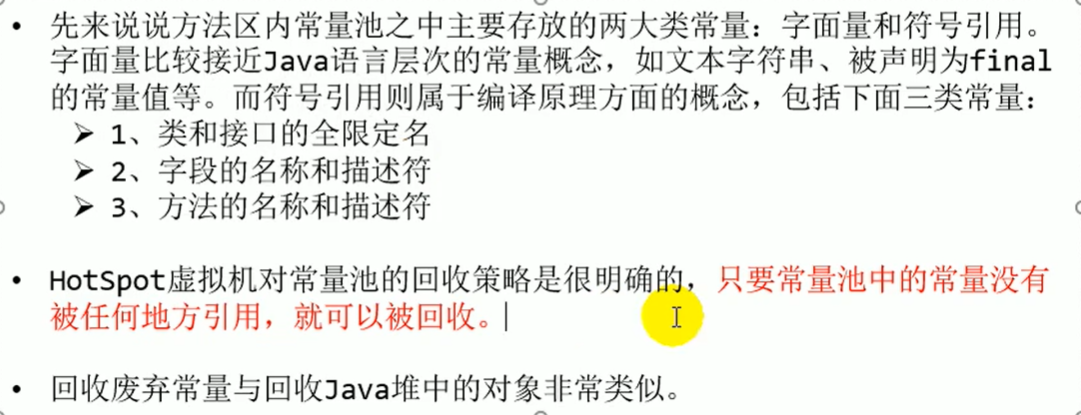 • 先来说说方法区内常量池之中主要存放的两大类常量：字面量和符号引用。
字面量比较接近Java语言层次的常量概念，如文本字符串、被声明为final
的常量值等。而符号引用则属于编译原理方面的概念，包括下面三类常量：
➢ 1、类和接口的全限定名
➢ 2、字段的名称和描述符
➢ 3、方法的名称和描述符
• HotSpot虚拟机对常量池的回收策略是很明确的，只要常量池中的常量没有
被任何地方引用，就可以被回收。
• 回收废弃常量与回收Java堆中的对象非常类似。